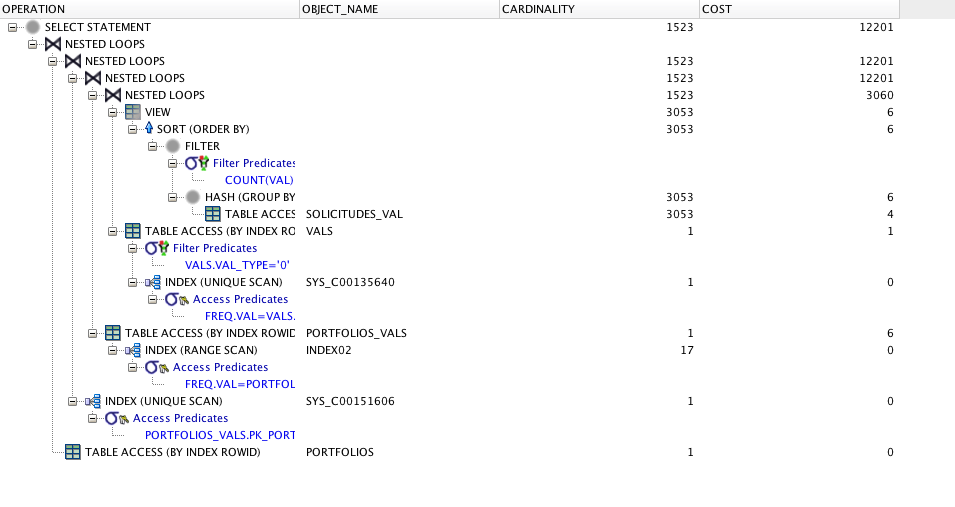 OPERATION OBJECT_NAME CARDINALITY COST
SELECT STATEMENT 1523 12201
NESTED LOOPS
NESTED LOOPS 1523 12201
NESTED LOOPS 1523 12201
NESTED LOOPS 1523 3060
VIEW 3053 6
SORT (ORDER BY) 3053 6
FILTER
Filter Predicates
COUNT(VAL)
HASH (GROUP BY 3053 6
TABLE ACCES SOLICITUDES_VAL 3053 4
TABLE ACCESS (BY INDEX RO VALS 1 1
Filter Predicates
VALS.VAL_TYPE='0'
INDEX (UNIQUE SCAN) SYS_C00135640 1 0
Access Predicates
FREQ.VAL=VALS.
TABLE ACCESS (BY INDEX ROWID PORTFOLIOS_VALS 1 6
INDEX (RANGE SCAN) INDEX02 17 0
Access Predicates
FREQ.VAL=PORTFOL
INDEX (UNIQUE SCAN) SYS_C00151606 1 0
Access Predicates
PORTFOLIOS_VALS.PK_PORT
TABLE ACCESS (BY INDEX ROWID) PORTFOLIOS 1 0